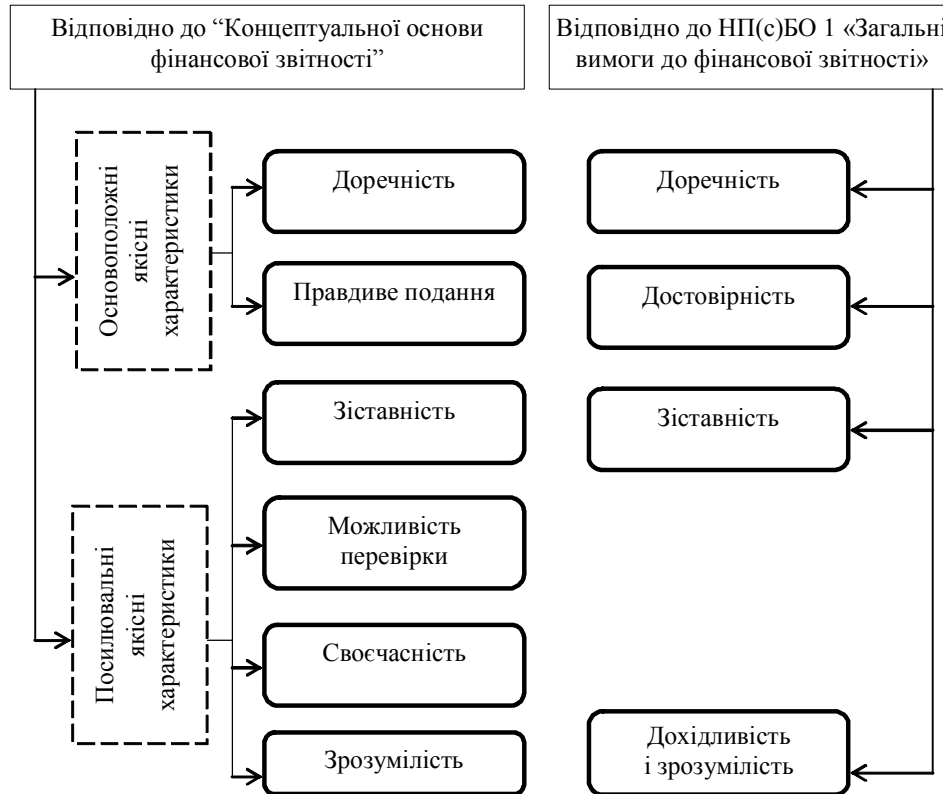 Відповідно до “Концептуальної основи
фінансової звітності”
Відповідно до НП(с)БО 1 «Загальні
вимоги до фінансової звітності»
Основоположні
якісні
характеристики
Доречність
Правдиве подання
Доречність
Достовірність
Посилювальні
якісні
характеристики
Зіставність
Можливість
перевірки
Своєчасність
Зрозумілість
Зіставність
Дохідливість
і зрозумілість